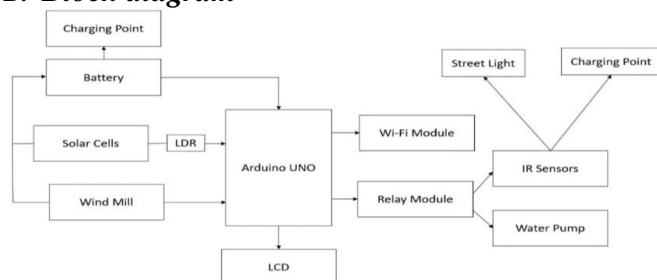 B. Block diagram
Charging Point
Battery
Solar Cells
LDR
Wind Mill
Arduino UNO
LCD
Wi-Fi Module
Relay Module
Street Light
Charging Point
IR Sensors
Water Pump